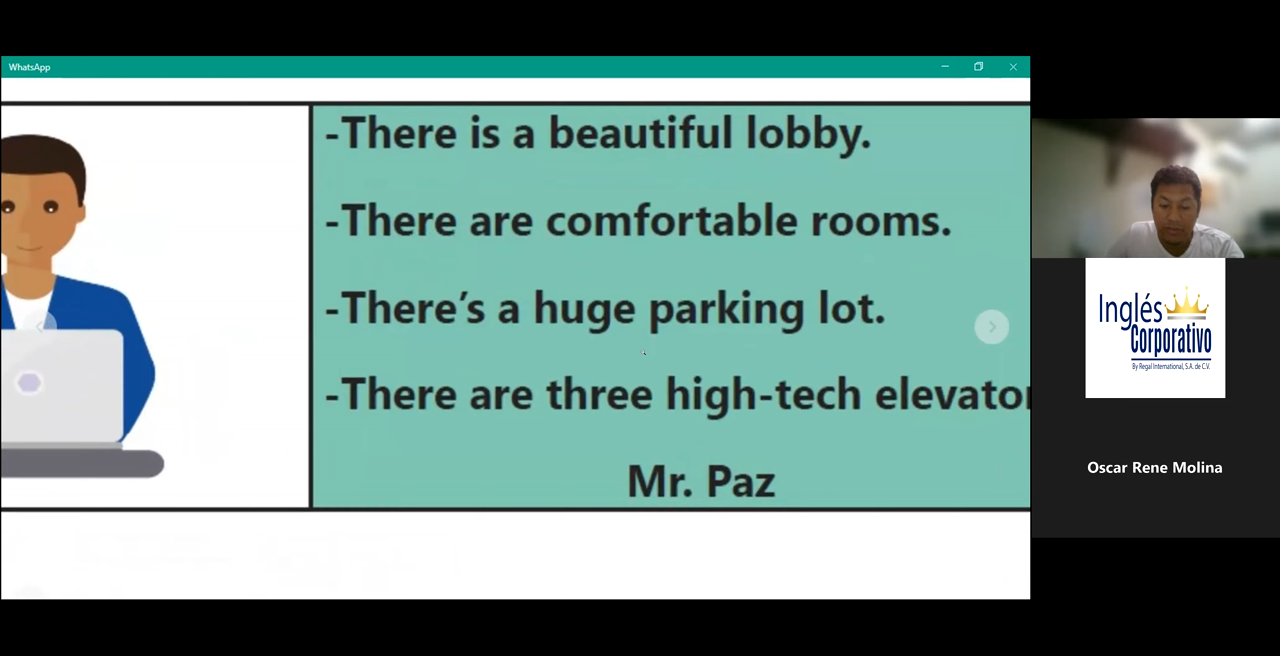 WhatsApp
-There is a beautiful lobby.
-There are comfortable rooms.
-There's a huge parking lot.
-There are three high-tech elevator
Mr. Paz
Inglés
Corporativo
By Regal International, S.A. de C.V.
Oscar Rene Molina